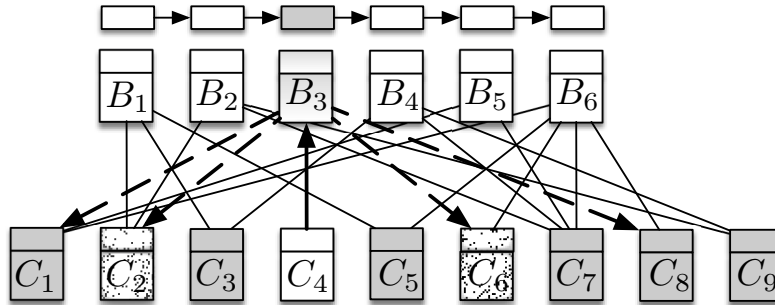 B₁ B₂ B₃ B₄ B₅ B₆
C₁ C₂ C₃ C₄ C₅ C₆ C₇ C₈ C₉